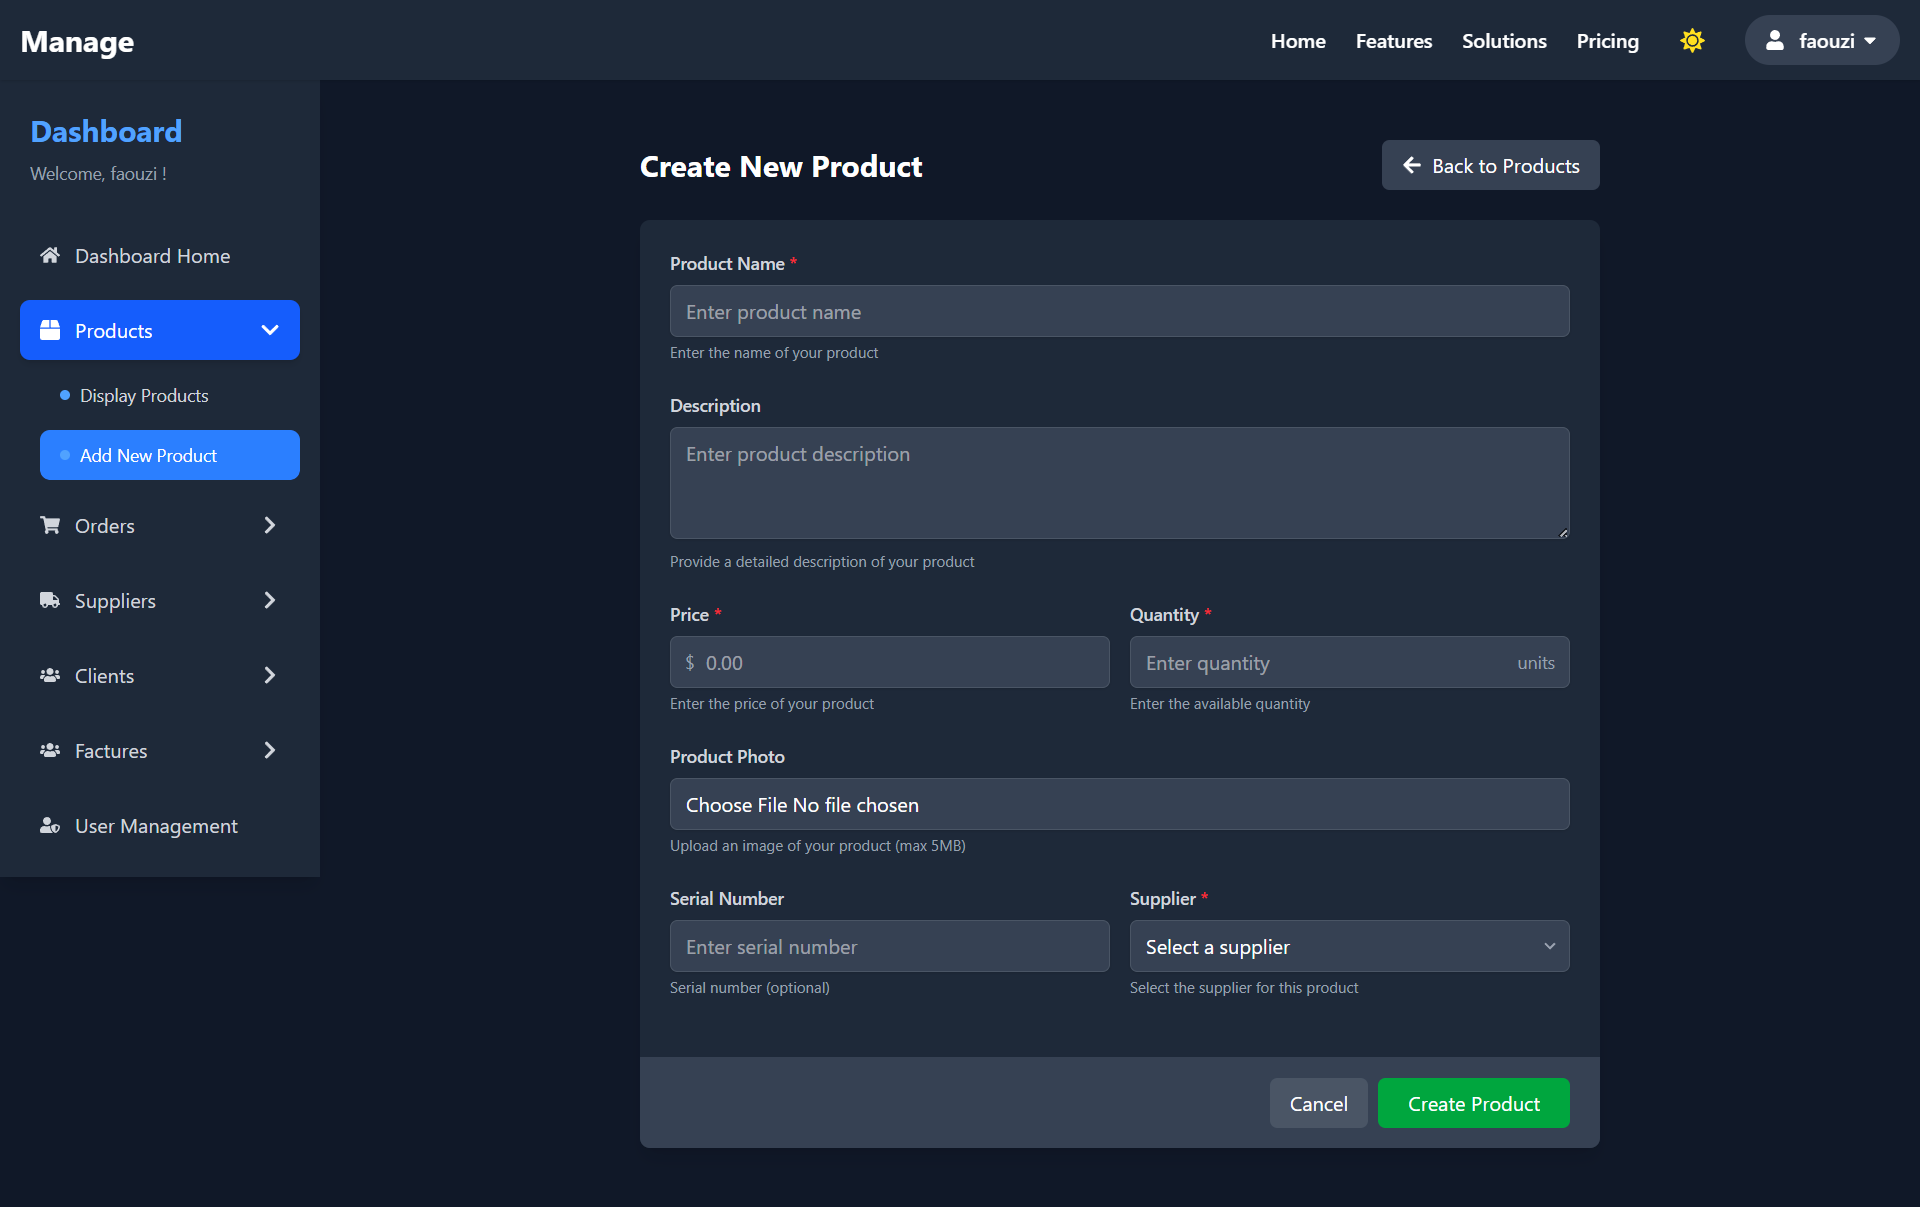 Manage
Home Features Solutions Pricing faouzi
Dashboard
Welcome, faouzi !
Dashboard Home
Products
Display Products
Add New Product
Orders
Suppliers
Clients
Factures
User Management
Create New Product
Back to Products
Product Name *
Enter product name
Enter the name of your product
Description
Enter product description
Provide a detailed description of your product
Price * Quantity *
$ 0.00 Enter quantity units
Enter the price of your product Enter the available quantity
Product Photo
Choose File No file chosen
Upload an image of your product (max 5MB)
Serial Number Supplier *
Enter serial number Select a supplier
Serial number (optional) Select the supplier for this product
Cancel Create Product